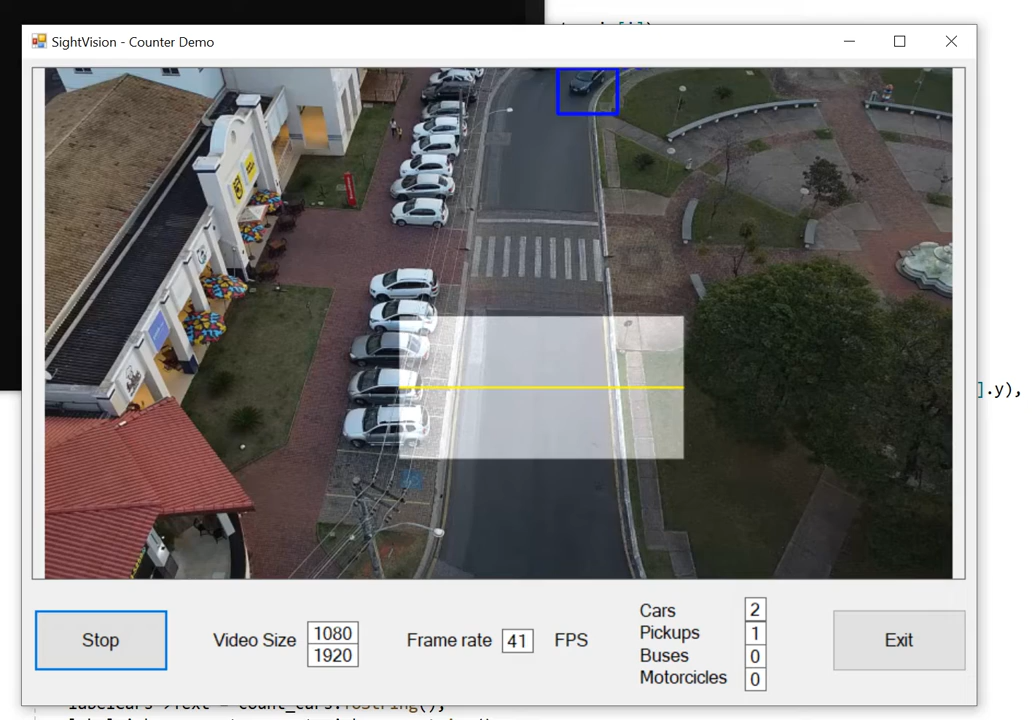 SightVision - Counter Demo
].y),
Stop
Video Size
1080
1920
Frame rate 41 FPS
Cars 2
Pickups 1
Buses 0
Motorcicles 0
Exit